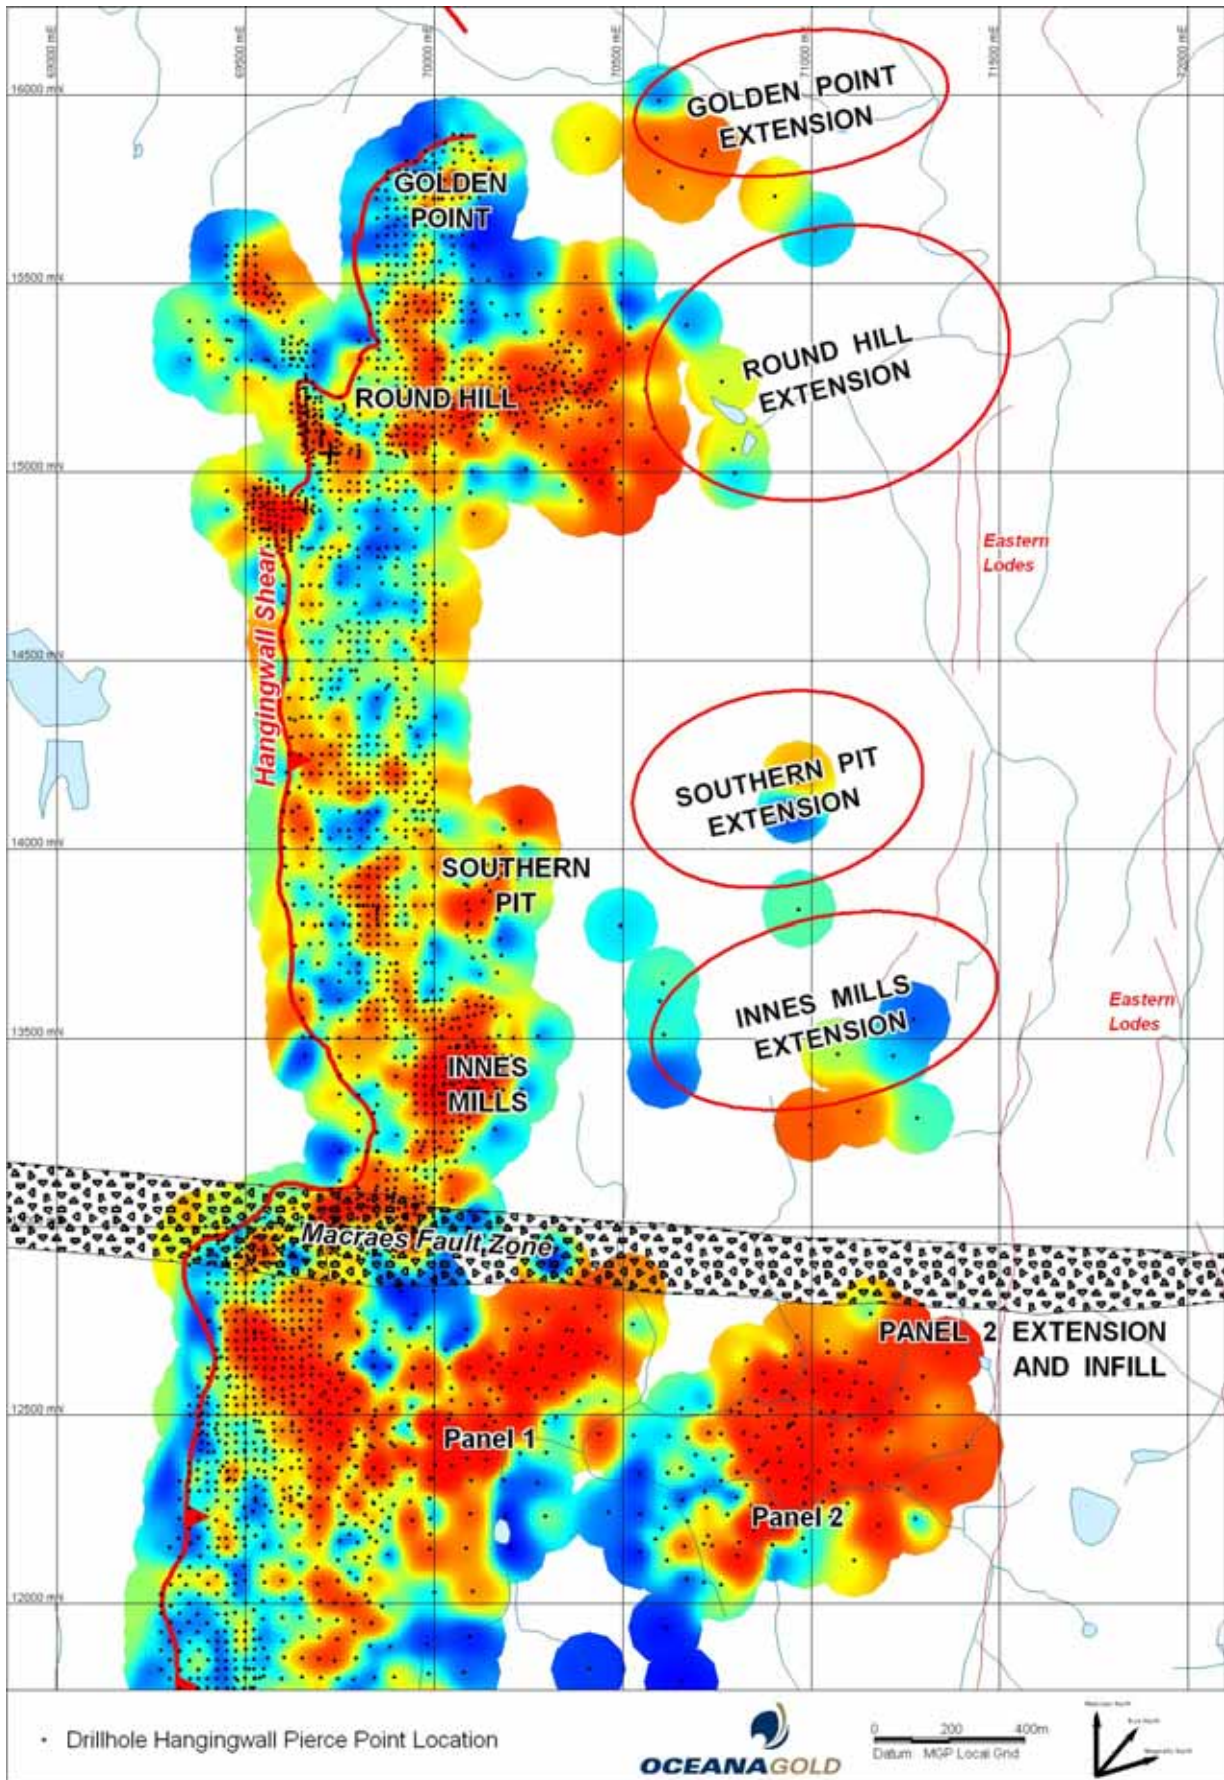 69000 mE
69500 mE
70000 mE
70500 mE
71000 mE
71500 mE
72000 mE
16000 mN
GOLDEN POINT
EXTENSION
GOLDEN
POINT
15500 mN
ROUND HILL
EXTENSION
ROUND HILL
15000 mN
Eastern
Lodes
Hangingwall Shear
14500 mN
SOUTHERN PIT
EXTENSION
14000 mN
SOUTHERN
PIT
INNES MILLS
EXTENSION
Eastern
Lodes
13500 mN
INNES
MILLS
Macraes Fault Zone
PANEL 2 EXTENSION
AND INFILL
12500 mN
Panel 1
Panel 2
12000 mN
• Drillhole Hangingwall Pierce Point Location
OCEANAGOLD
0 200 400m
Datum MGP Local Grid